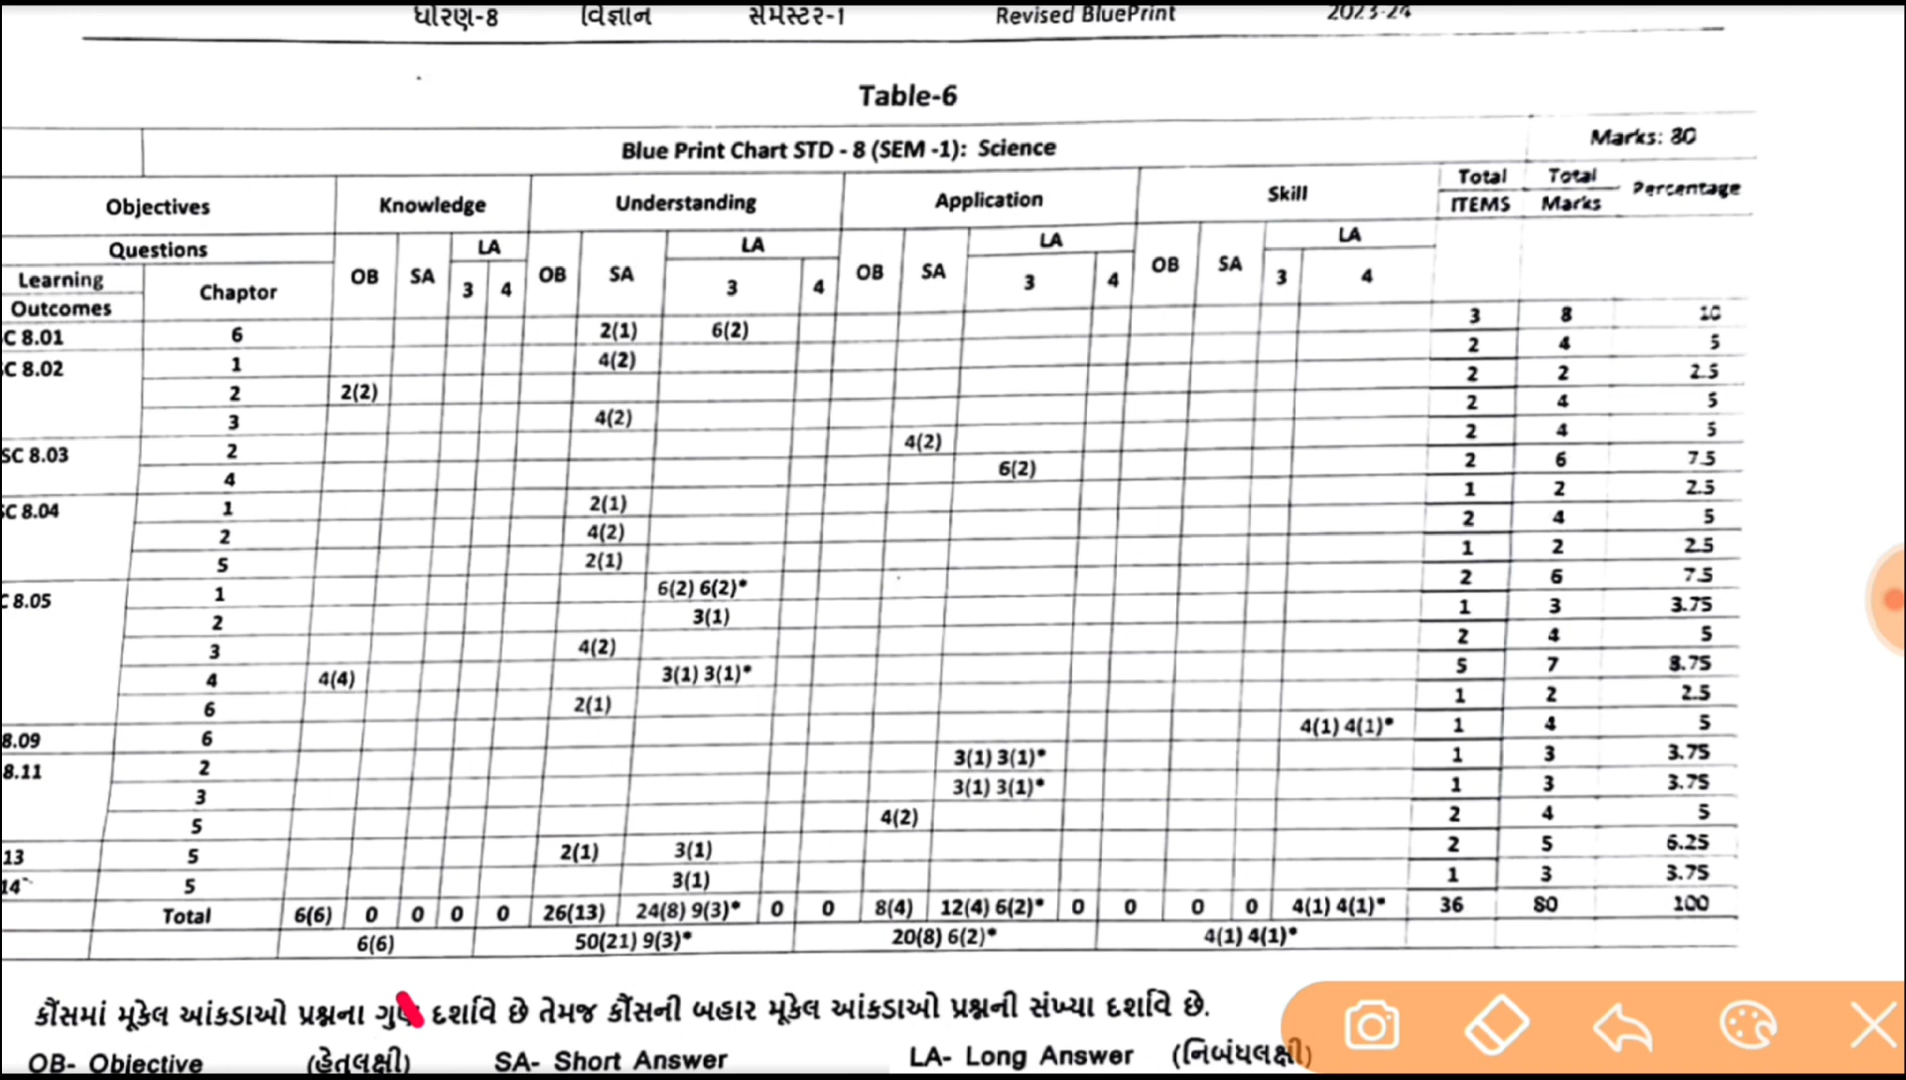 ધોરણ-8 વિજ્ઞાન સેમેસ્ટર-1 Revised BluePrint 2023-24
Table-6
Blue Print Chart STD - 8 (SEM -1): Science Marks: 80
Objectives Knowledge Understanding Application Skill Total ITEMS Total Marks Percentage
Questions LA LA LA LA
Learning Outcomes Chaptor OB SA 3 4 OB SA 3 4 OB SA 3 4 OB SA 3 4
C 8.01 6 2(1) 6(2) 3 8 10
SC 8.02 1 4(2) 2 4 5
2 2(2) 2 2 2.5
3 4(2) 2 4 5
SC 8.03 2 4(2) 2 4 5
4 6(2) 2 6 7.5
SC 8.04 1 2(1) 1 2 2.5
2 4(2) 2 4 5
5 2(1) 1 2 2.5
C 8.05 1 6(2) 6(2)* 2 6 7.5
2 3(1) 1 3 3.75
3 4(2) 2 4 5
4 4(4) 3(1) 3(1)* 5 7 8.75
6 2(1) 1 2 2.5
8.09 6 4(1) 4(1)* 1 4 5
8.11 2 3(1) 3(1)* 1 3 3.75
3 3(1) 3(1)* 1 3 3.75
5 4(2) 2 4 5
13 5 2(1) 3(1) 2 5 6.25
14 5 3(1) 1 3 3.75
Total 6(6) 0 0 0 0 26(13) 24(8) 9(3)* 0 0 8(4) 12(4) 6(2)* 0 0 0 0 4(1) 4(1)* 36 80 100
6(6) 50(21) 9(3)* 20(8) 6(2)* 4(1) 4(1)*
કૌંસમાં મૂકેલ આંકડાઓ પ્રશ્નના દર્શાવે છે તેમજ કૌંસની બહાર મૂકેલ આંકડાઓ પ્રશ્નની સંખ્યા દર્શાવે છે.
OB- Objective (હેતલક્ષી) SA- Short Answer LA- Long Answer (નિબંધલક્ષી)